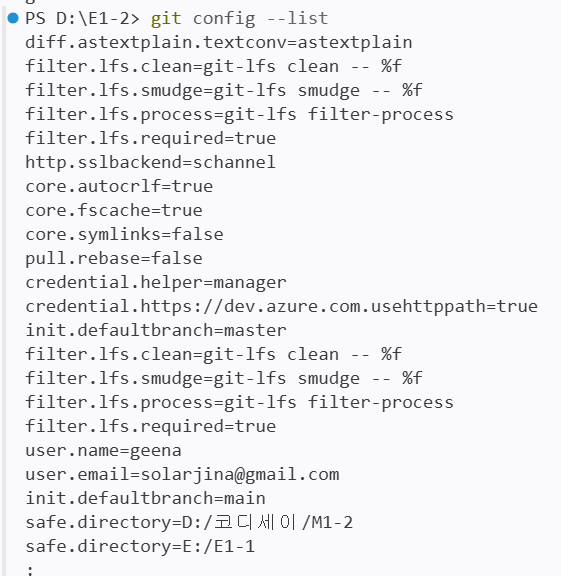 PS D:\E1-2> git config --list
diff.astextplain.textconv=astextplain
filter.lfs.clean=git-lfs clean -- %f
filter.lfs.smudge=git-lfs smudge -- %f
filter.lfs.process=git-lfs filter-process
filter.lfs.required=true
http.sslbackend=schannel
core.autocrlf=true
core.fscache=true
core.symlinks=false
pull.rebase=false
credential.helper=manager
credential.https://dev.azure.com.usehttppath=true
init.defaultbranch=master
filter.lfs.clean=git-lfs clean -- %f
filter.lfs.smudge=git-lfs smudge -- %f
filter.lfs.process=git-lfs filter-process
filter.lfs.required=true
user.name=geena
user.email=solarjina@gmail.com
init.defaultbranch=main
safe.directory=D:/코디세이/M1-2
safe.directory=E:/E1-1
: